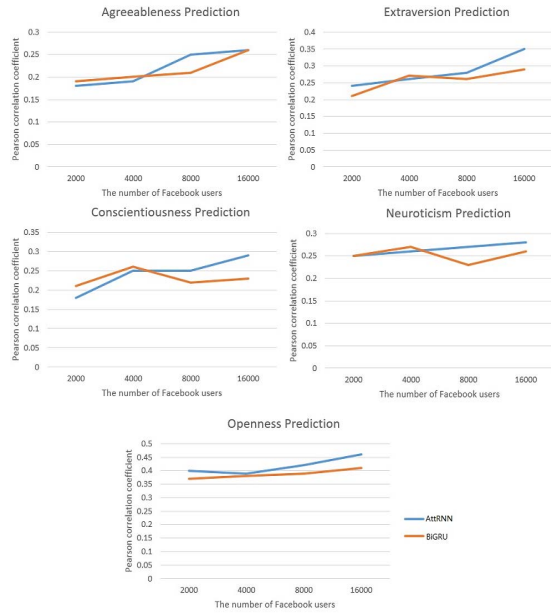 Agreeableness Prediction
Pearson correlation coefficient
0.3
0.25
0.2
0.15
0.1
0.05
0
2000 4000 8000 16000
The number of Facebook users
Extraversion Prediction
Pearson correlation coefficient
0.4
0.35
0.3
0.25
0.2
0.15
0.1
0.05
0
2000 4000 8000 16000
The number of Facebook users
Conscientiousness Prediction
Pearson correlation coefficient
0.35
0.3
0.25
0.2
0.15
0.1
0.05
0
2000 4000 8000 16000
The number of Facebook users
Neuroticism Prediction
Pearson correlation coefficient
0.3
0.25
0.2
0.15
0.1
0.05
0
2000 4000 8000 16000
The number of Facebook users
Openness Prediction
Pearson correlation coefficient
0.5
0.45
0.4
0.35
0.3
0.25
0.2
0.15
0.1
0.05
0
2000 4000 8000 16000
The number of Facebook users
AttRNN
BiGRU